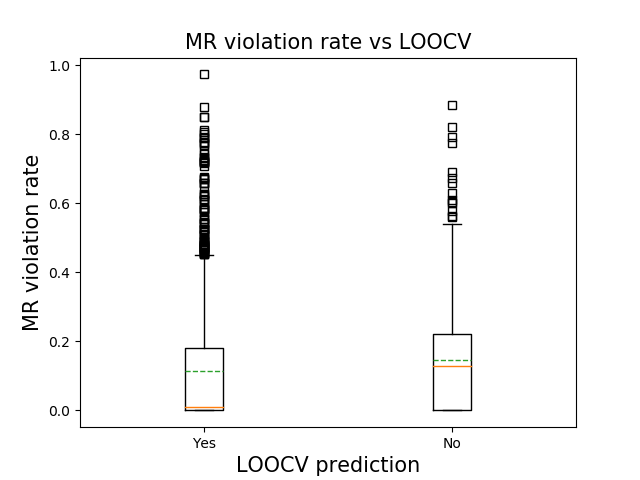 MR violation rate vs LOOCV
MR violation rate
1.0
0.8
0.6
0.4
0.2
0.0
Yes
No
LOOCV prediction